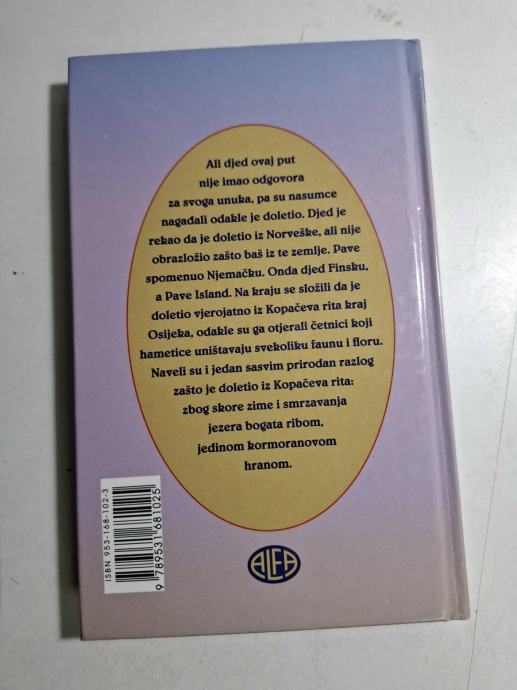 Ali djed ovaj put
nije imao odgovora
za svoga unuka, pa su nasumce
nagađali odakle je doletio. Djed je
rekao da je doletio iz Norveške, ali nije
obrazložio zašto baš iz te zemlje. Pave
spomenuo Njemačku. Onda djed Finsku,
a Pave Island. Na kraju se složili da je
doletio vjerojatno iz Kopačeva rita kraj
Osijeka, odakle su ga otjerali četnici koji
hametice uništavaju svekoliku faunu i floru.
Naveli su i jedan sasvim prirodan razlog
zašto je doletio iz Kopačeva rita:
zbog skore zime i smrzavanja
jezera bogata ribom,
jedinom kormoranovom
hranom.
ISBN 953-168-102-3
9 789531 681025
ALFA